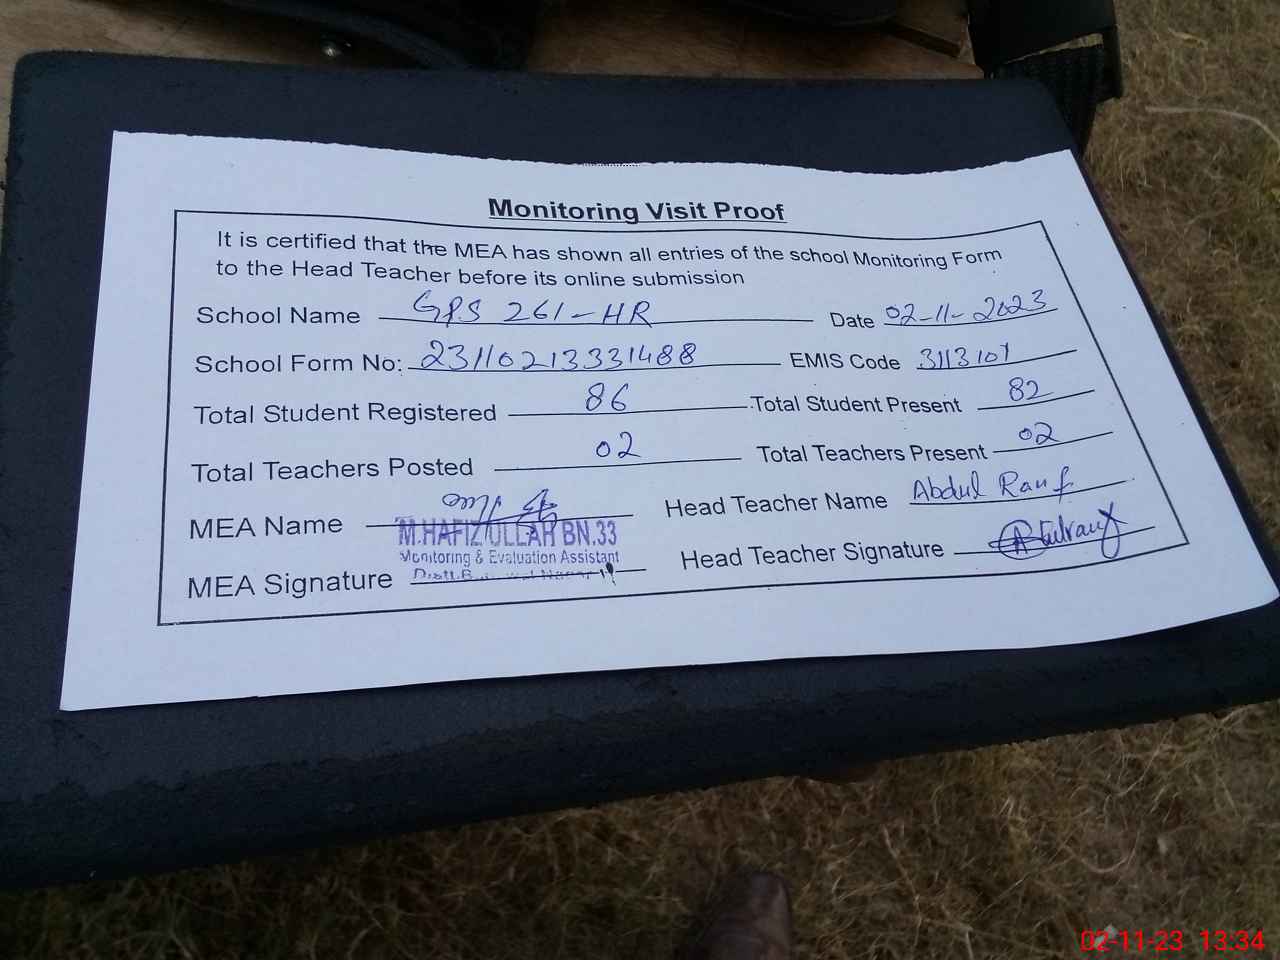 Monitoring Visit Proof
It is certified that the MEA has shown all entries of the school Monitoring Form
to the Head Teacher before its online submission
School Name GPS 261-HR Date 02-11-2023
School Form No: 23110213331488 EMIS Code 3113107
Total Student Registered 86 Total Student Present 82
Total Teachers Posted 02 Total Teachers Present 02
MEA Name Head Teacher Name Abdul Rauf
M.HAFIZ ULLAH BN.33
Monitoring & Evaluation Assistant
MEA Signature Head Teacher Signature
02-11-23 13:34